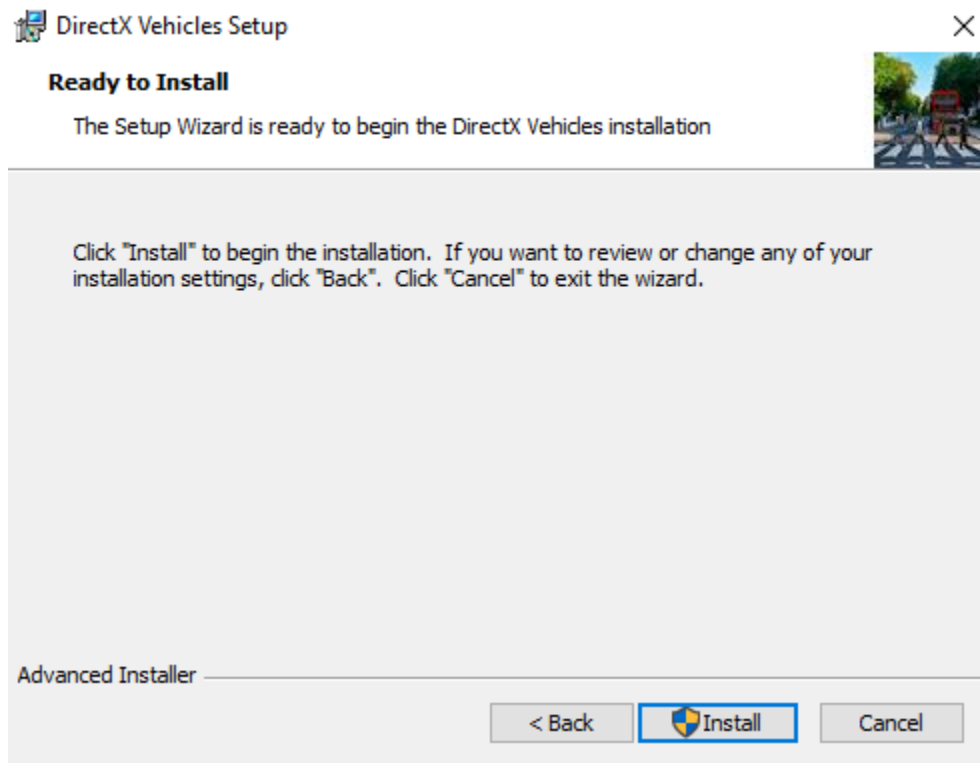 DirectX Vehicles Setup
Ready to Install
The Setup Wizard is ready to begin the DirectX Vehicles installation
Click "Install" to begin the installation.  If you want to review or change any of your
installation settings, click "Back".  Click "Cancel" to exit the wizard.
Advanced Installer
< Back
Install
Cancel